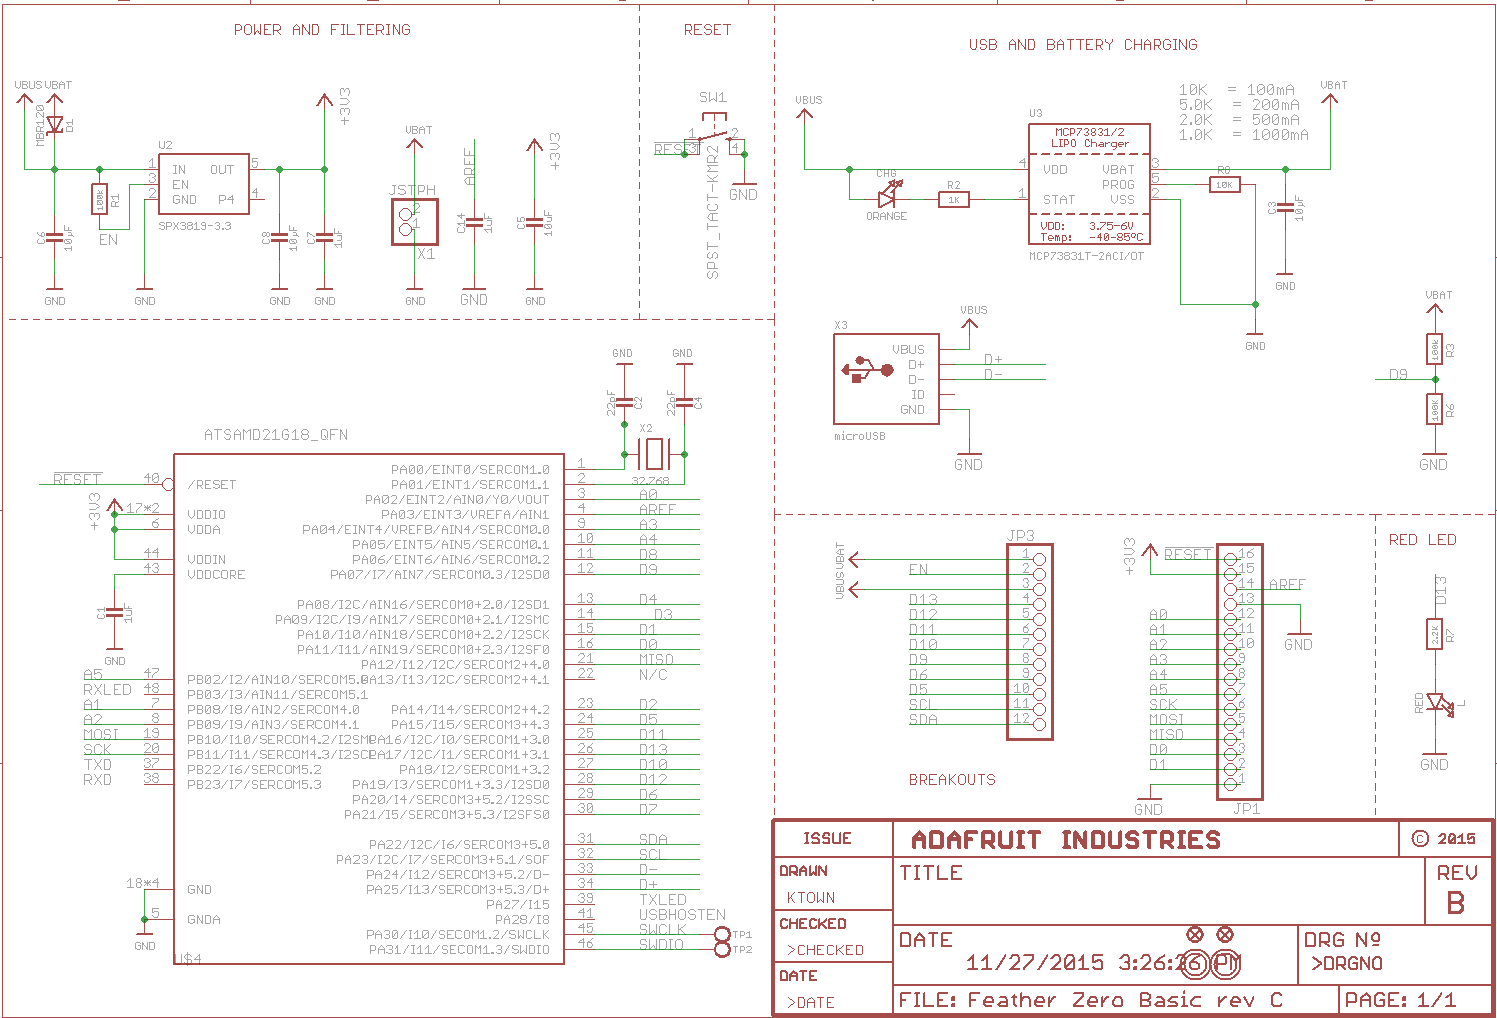 POWER AND FILTERING
VBUS VBAT
MBR120
D1
U2
1 IN OUT 5
3 EN
2 GND P4 4
SPX3819-3.3
100k
R1
EN
C6
10µF
GND
GND
C8
10µF
GND
C7
1uF
GND
+3V3
VBAT
JSTPH
2
1
X1
GND
AREF
C14
1uF
GND
+3V3
C5
10uF
GND
RESET
SW1
1 2
3 4
RESET
GND
SPST_TACT-KMR2
USB AND BATTERY CHARGING
VBUS
CHG
ORANGE
R2
1K
U3
MCP73831/2
LIPO Charger
4 VDD VBAT 3
PROG 5
1 STAT VSS 2
VDD: 3.75-6V
Temp: -40-85ºC
MCP73831T-2ACI/OT
10K = 100mA
5.0K = 200mA
2.0K = 500mA
1.0K = 1000mA
VBAT
10K
C3
10µF
GND
GND
X3
VBUS
VBUS
D+ D+
D- D-
ID
GND
microUSB
GND
VBAT
100k
R3
D9
100K
R6
GND
GND GND
22pF
C2
22pF
C4
X2
32.768
ATSAMD21G18_QFN
RESET 40 /RESET
+3V3
17*2 VDDIO
6 VDDA
44 VDDIN
43 VDDCORE
C1
1uF
GND
A5 47 PB02/I2/AIN10/SERCOM5.0
RXLED 48 PB03/I3/AIN11/SERCOM5.1
A1 7 PB08/I8/AIN2/SERCOM4.0
A2 8 PB09/I9/AIN3/SERCOM4.1
MOSI 19 PB10/I10/SERCOM4.2/I2SM
SCK 20 PB11/I11/SERCOM4.3/I2SC
TXD 37 PB22/I6/SERCOM5.2
RXD 38 PB23/I7/SERCOM5.3
18*4 GND
5 GNDA
GND
U$4
PA00/EINT0/SERCOM1.0 1
PA01/EINT1/SERCOM1.1 2
PA02/EINT2/AIN0/Y0/VOUT 3 A0
PA03/EINT3/VREFA/AIN1 4 AREF
PA04/EINT4/VREFB/AIN4/SERCOM0.0 9 A3
PA05/EINT5/AIN5/SERCOM0.1 10 A4
PA06/EINT6/AIN6/SERCOM0.2 11 D8
PA07/I7/AIN7/SERCOM0.3/I2SD0 12 D9
PA08/I2C/AIN16/SERCOM0+2.0/I2SD1 13 D4
PA09/I2C/I9/AIN17/SERCOM0+2.1/I2SMC 14 D3
PA10/I10/AIN18/SERCOM0+2.2/I2SCK 15 D1
PA11/I11/AIN19/SERCOM0+2.3/I2SF0 16 D0
PA12/I12/I2C/SERCOM2+4.0 21 MISO
PA13/I13/I2C/SERCOM2+4.1 22 N/C
PA14/I14/SERCOM2+4.2 23 D2
PA15/I15/SERCOM3+4.3 24 D5
PA16/I2C/I0/SERCOM1+3.0 25 D11
PA17/I2C/I1/SERCOM1+3.1 26 D13
PA18/I2/SERCOM1+3.2 27 D10
PA19/I3/SERCOM1+3.3/I2SD0 28 D12
PA20/I4/SERCOM3+5.2/I2SSC 29 D6
PA21/I5/SERCOM3+5.3/I2SFS0 30 D7
PA22/I2C/I6/SERCOM3+5.0 31 SDA
PA23/I2C/I7/SERCOM3+5.1/SOF 32 SCL
PA24/I12/SERCOM3+5.2/D- 33 D-
PA25/I13/SERCOM3+5.3/D+ 34 D+
PA27/I15 39 TXLED
PA28/I8 41 USBHOSTEN
PA30/I10/SECOM1.2/SWCLK 45 SWCLK TP1
PA31/I11/SECOM1.3/SWDIO 46 SWDIO TP2
JP3
VBAT 1
EN 2
VBUS 3
D13 4
D12 5
D11 6
D10 7
D9 8
D6 9
D5 10
SCL 11
SDA 12
BREAKOUTS
+3V3
RESET 16
15
14 AREF
13
GND
A0 12
A1 11
A2 10
A3 9
A4 8
A5 7
SCK 6
MOSI 5
MISO 4
D0 3
D1 2
1
GND
JP1
RED LED
D13
2.2K
R7
RED
L
GND
ISSUE
ADAFRUIT INDUSTRIES
© 2015
DRAWN
KTOWN
TITLE
REV
B
CHECKED
>CHECKED
DATE
11/27/2015 3:26:26 PM
DRG Nº
>DRGNO
DATE
>DATE
FILE: Feather Zero Basic rev C
PAGE: 1/1